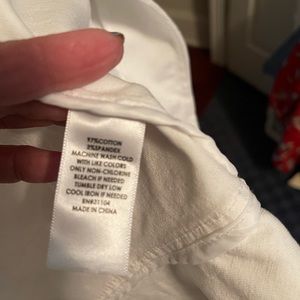 97%COTTON
3%SPANDEX
MACHINE WASH COLD
WITH LIKE COLORS
ONLY NON-CHLORINE
BLEACH IF NEEDED
TUMBLE DRY LOW
COOL IRON IF NEEDED
RN#21104
MADE IN CHINA